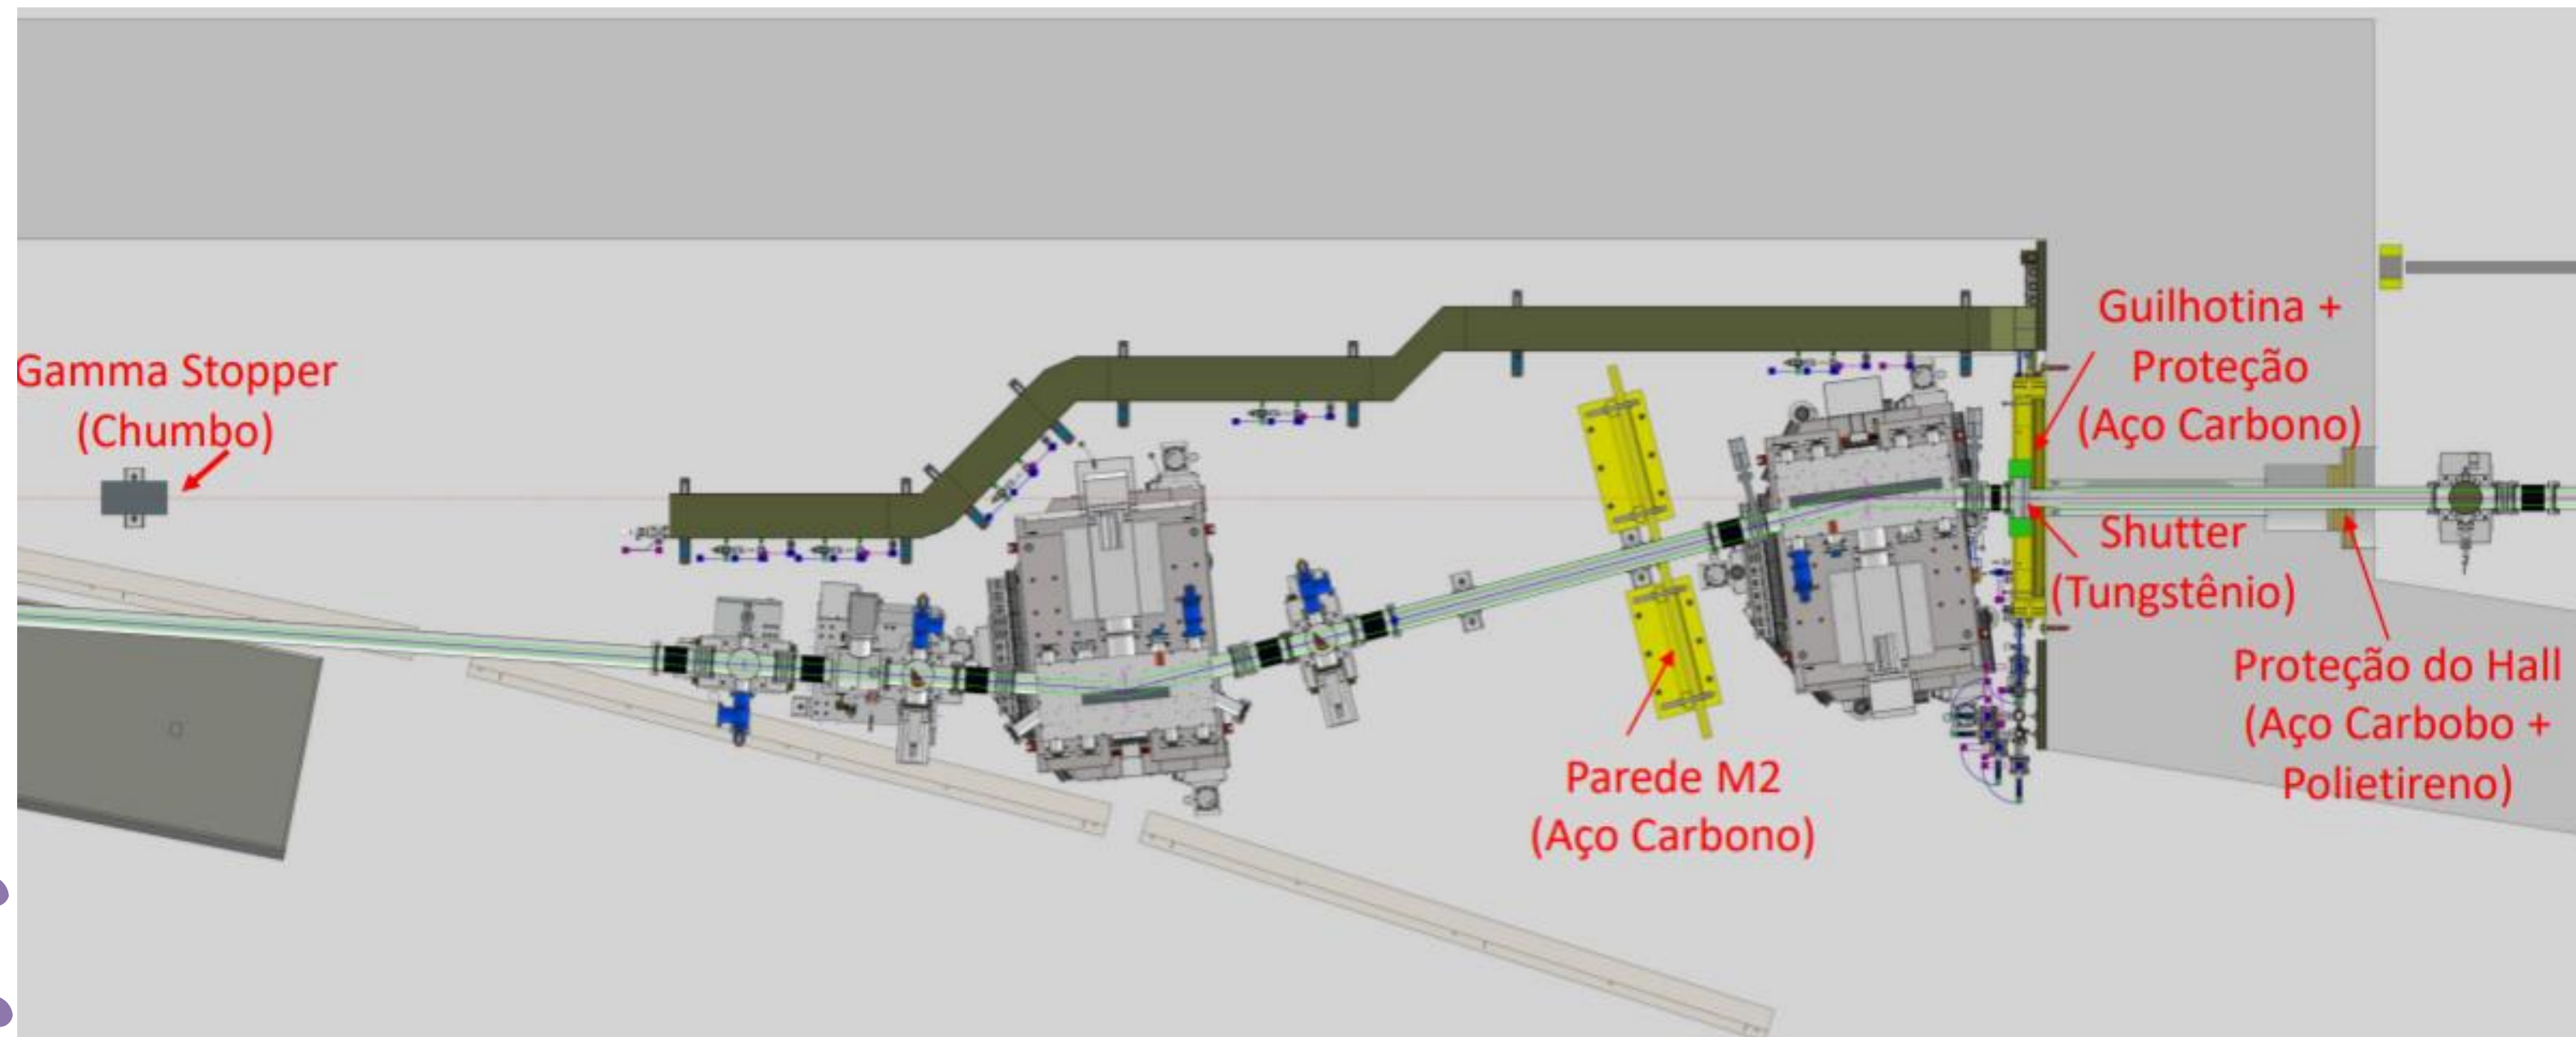 Gamma Stopper
(Chumbo)
Guilhotina +
Proteção
(Aço Carbono)
Shutter
(Tungstênio)
Proteção do Hall
(Aço Carbobo +
Polietireno)
Parede M2
(Aço Carbono)